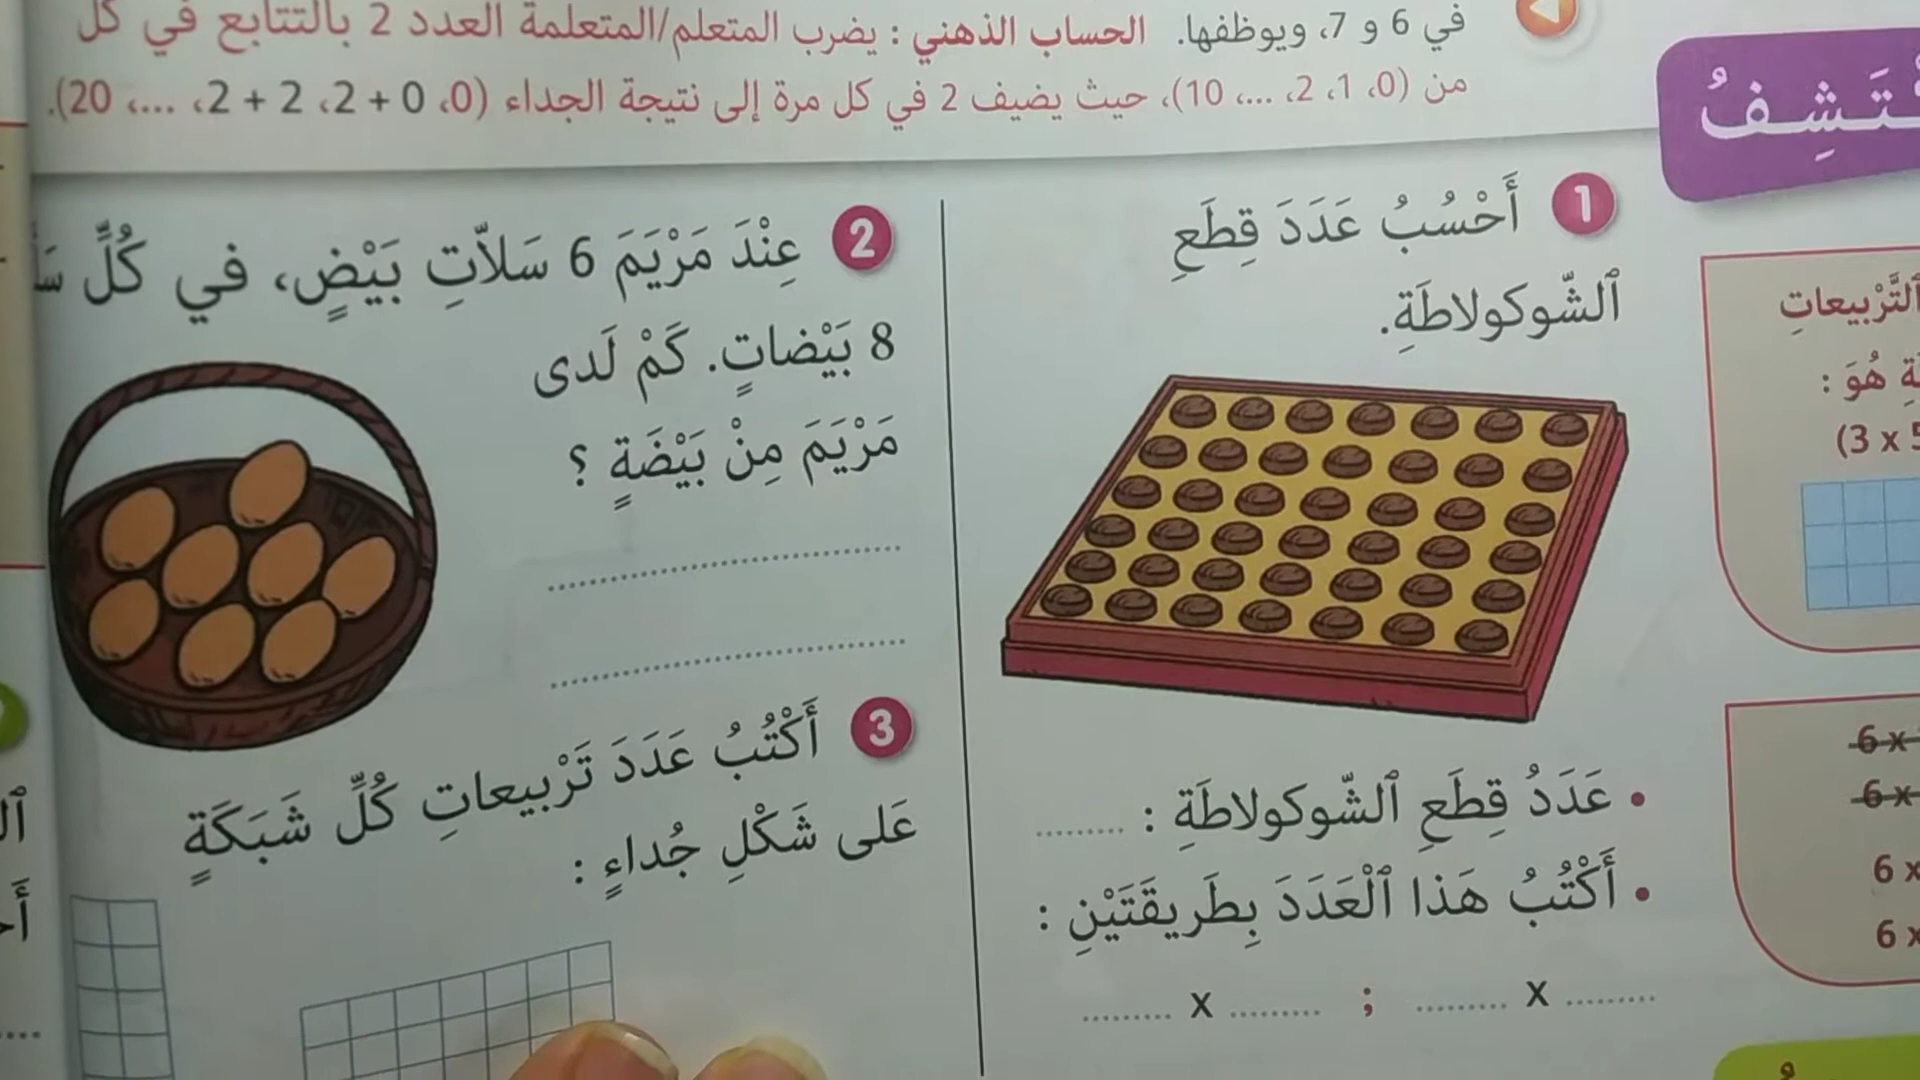 في 6 و 7، ويوظفها. الحساب الذهني : يضرب المتعلم/المتعلمة العدد 2 بالتتابع في كل
من (0، 1، 2، ...، 10)، حيث يضيف 2 في كل مرة إلى نتيجة الجداء (0، 0 + 2، 2 + 2، ...، 20).
1 أَحْسُبُ عَدَدَ قِطَعِ
ٱلشّوكولاطَةِ.
• عَدَدُ قِطَعِ ٱلشّوكولاطَةِ : ........
• أَكْتُبُ هَذا ٱلْعَدَدَ بِطَريقَتَيْنِ :
........ x ........ ; ........ x ........
2 عِنْدَ مَرْيَمَ 6 سَلاّتِ بَيْضٍ، في كُلِّ
8 بَيْضاتٍ. كَمْ لَدى
مَرْيَمَ مِنْ بَيْضَةٍ ؟
3 أَكْتُبُ عَدَدَ تَرْبيعاتِ كُلِّ شَبَكَةٍ
عَلى شَكْلِ جُداءٍ :
ٱلتَّرْبيعاتِ
هُوَ :
(3 x 5
6 x
6 x
6 x
6 x